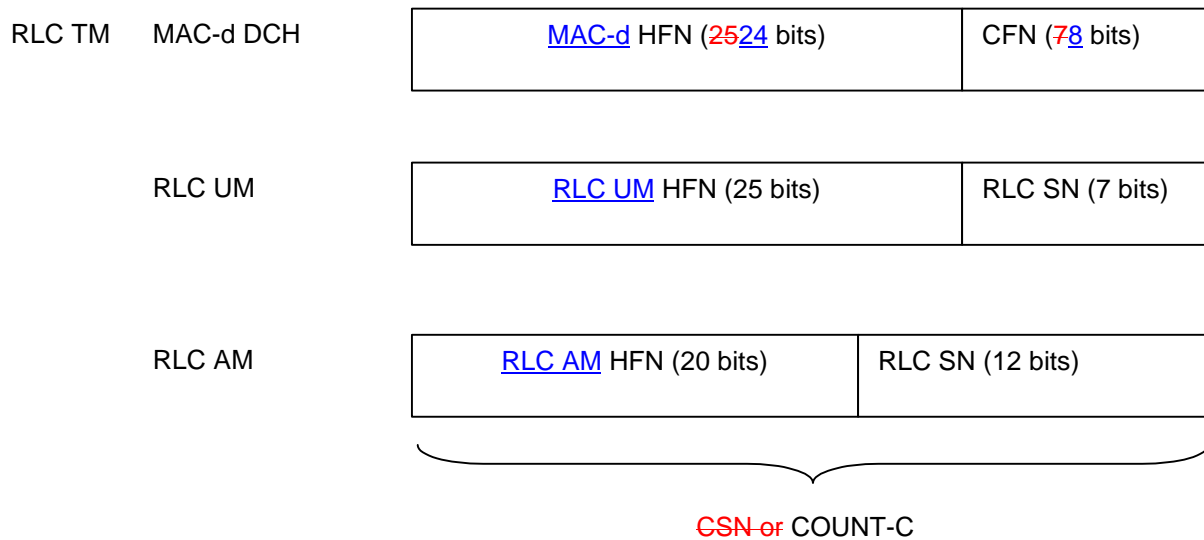 RLC TM MAC-d DCH MAC-d HFN (2524 bits) CFN (78 bits)
RLC UM RLC UM HFN (25 bits) RLC SN (7 bits)
RLC AM RLC AM HFN (20 bits) RLC SN (12 bits)
CSN or COUNT-C